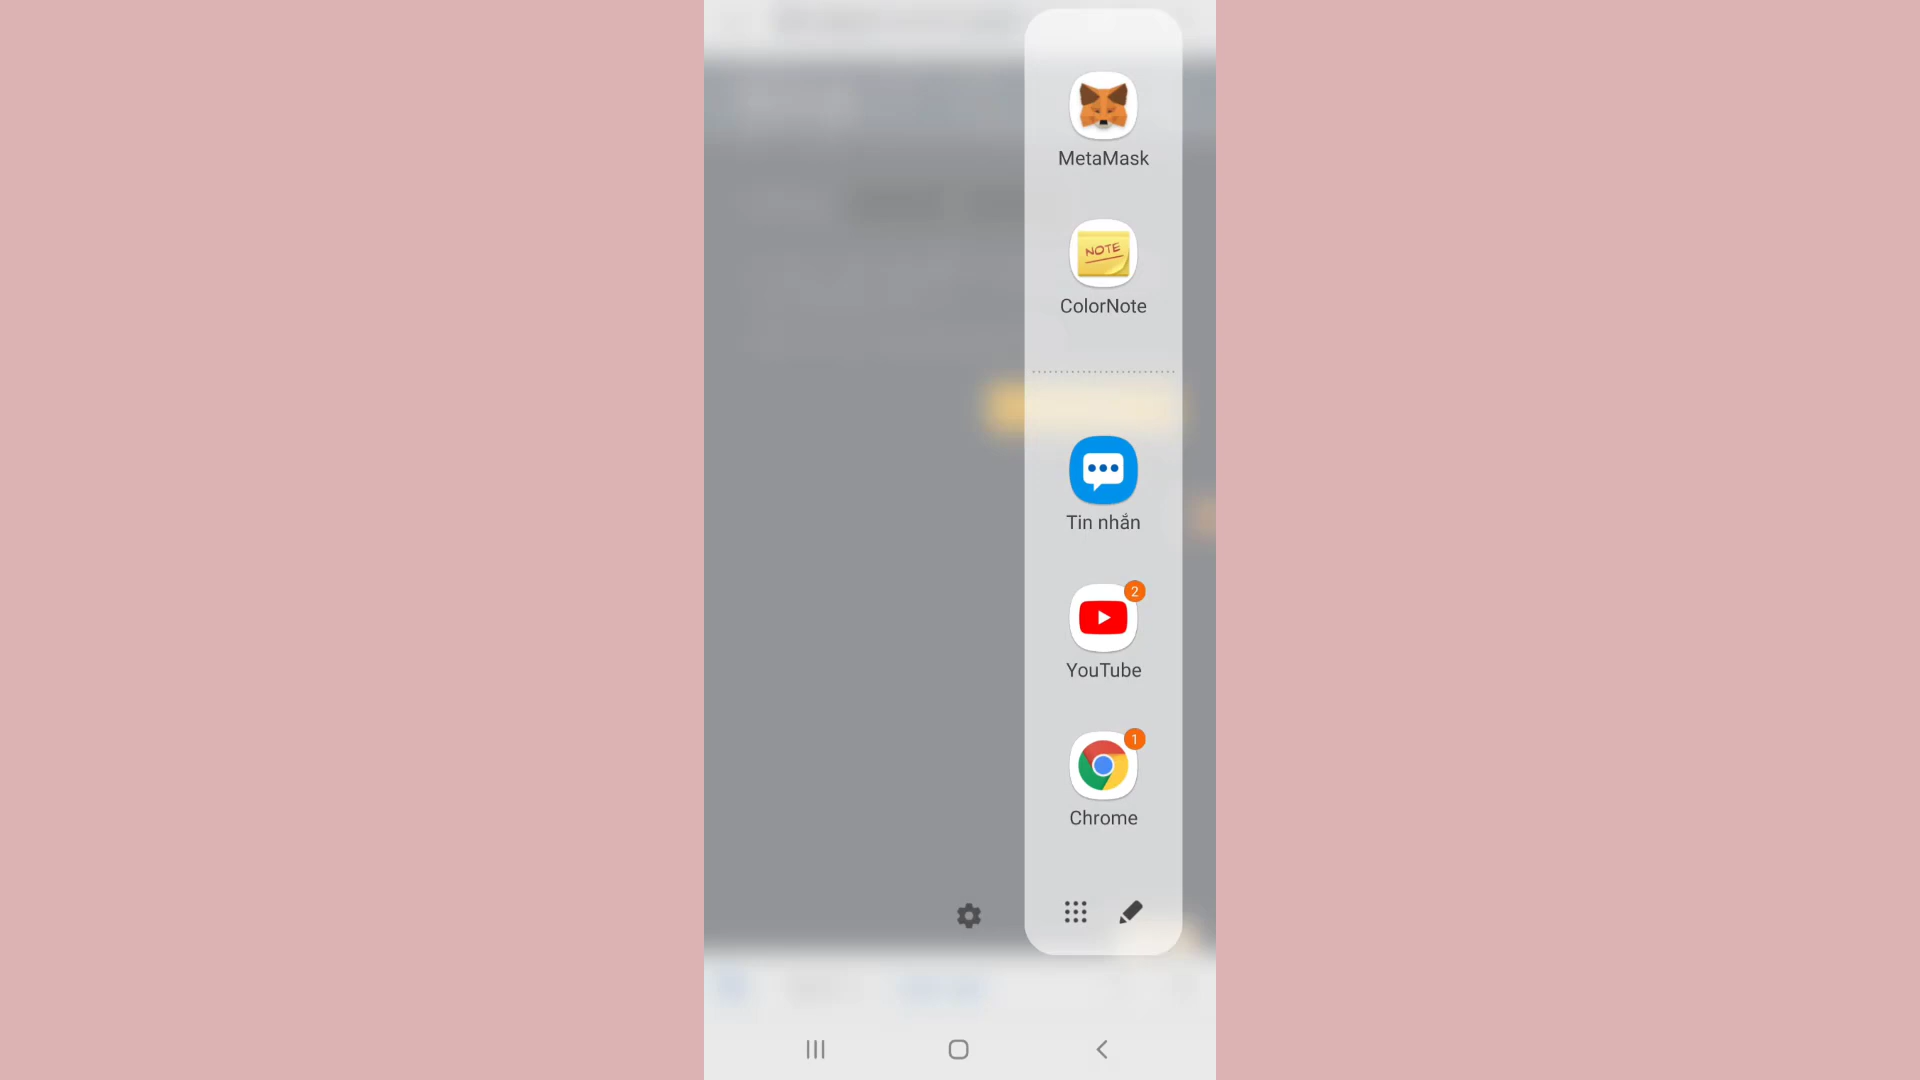 MetaMask
NOTE
ColorNote
Tin nhắn
2
YouTube
1
Chrome